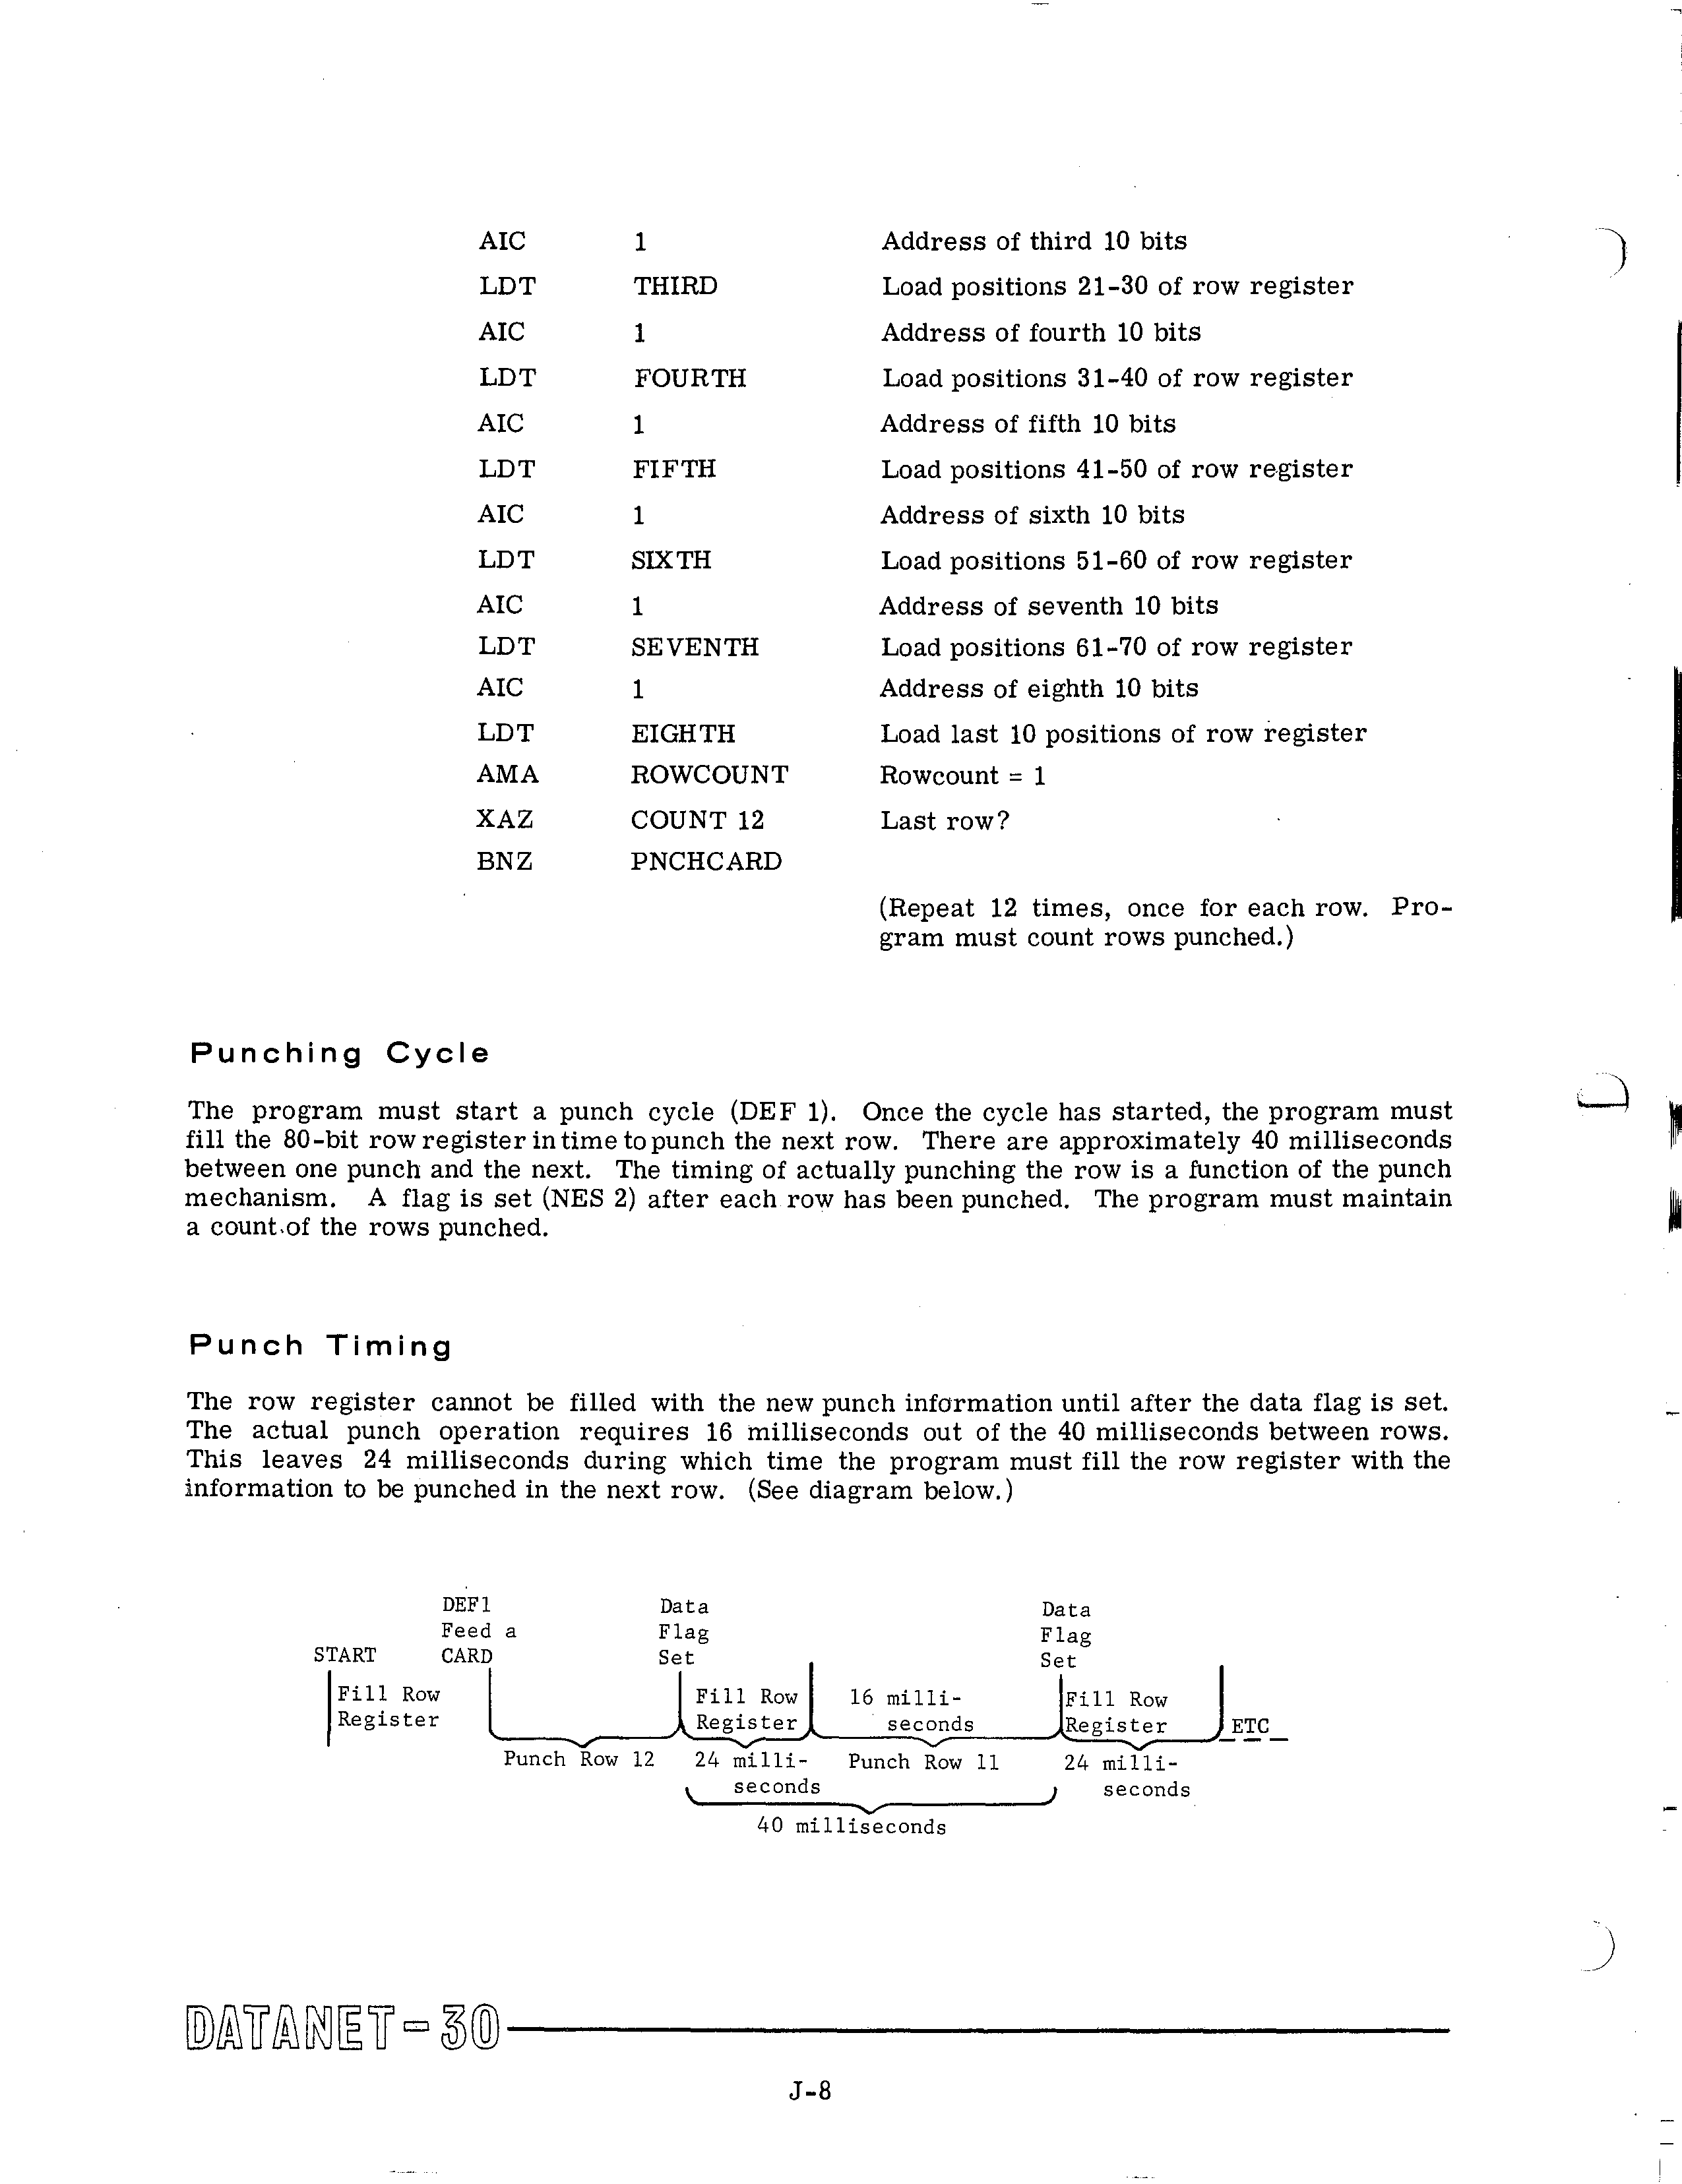 AIC 1 Address of third 10 bits
LDT THIRD Load positions 21-30 of row register
AIC 1 Address of fourth 10 bits
LDT FOURTH Load positions 31-40 of row register
AIC 1 Address of fifth 10 bits
LDT FIFTH Load positions 41-50 of row register
AIC 1 Address of sixth 10 bits
LDT SIXTH Load positions 51-60 of row register
AIC 1 Address of seventh 10 bits
LDT SEVENTH Load positions 61-70 of row register
AIC 1 Address of eighth 10 bits
LDT EIGHTH Load last 10 positions of row register
AMA ROWCOUNT Rowcount = 1
XAZ COUNT 12 Last row?
BNZ PNCHCARD
(Repeat 12 times, once for each row. Pro-
gram must count rows punched.)
Punching Cycle
The program must start a punch cycle (DEF 1). Once the cycle has started, the program must
fill the 80-bit row register in time to punch the next row. There are approximately 40 milliseconds
between one punch and the next. The timing of actually punching the row is a function of the punch
mechanism. A flag is set (NES 2) after each row has been punched. The program must maintain
a count of the rows punched.
Punch Timing
The row register cannot be filled with the new punch information until after the data flag is set.
The actual punch operation requires 16 milliseconds out of the 40 milliseconds between rows.
This leaves 24 milliseconds during which time the program must fill the row register with the
information to be punched in the next row. (See diagram below.)
DEF1 Data Data
Feed a Flag Flag
START CARD Set Set
Fill Row Fill Row 16 milli- Fill Row
Register Register seconds Register ETC
Punch Row 12 24 milli- Punch Row 11 24 milli-
seconds seconds
40 milliseconds
DATANET-30
J-8